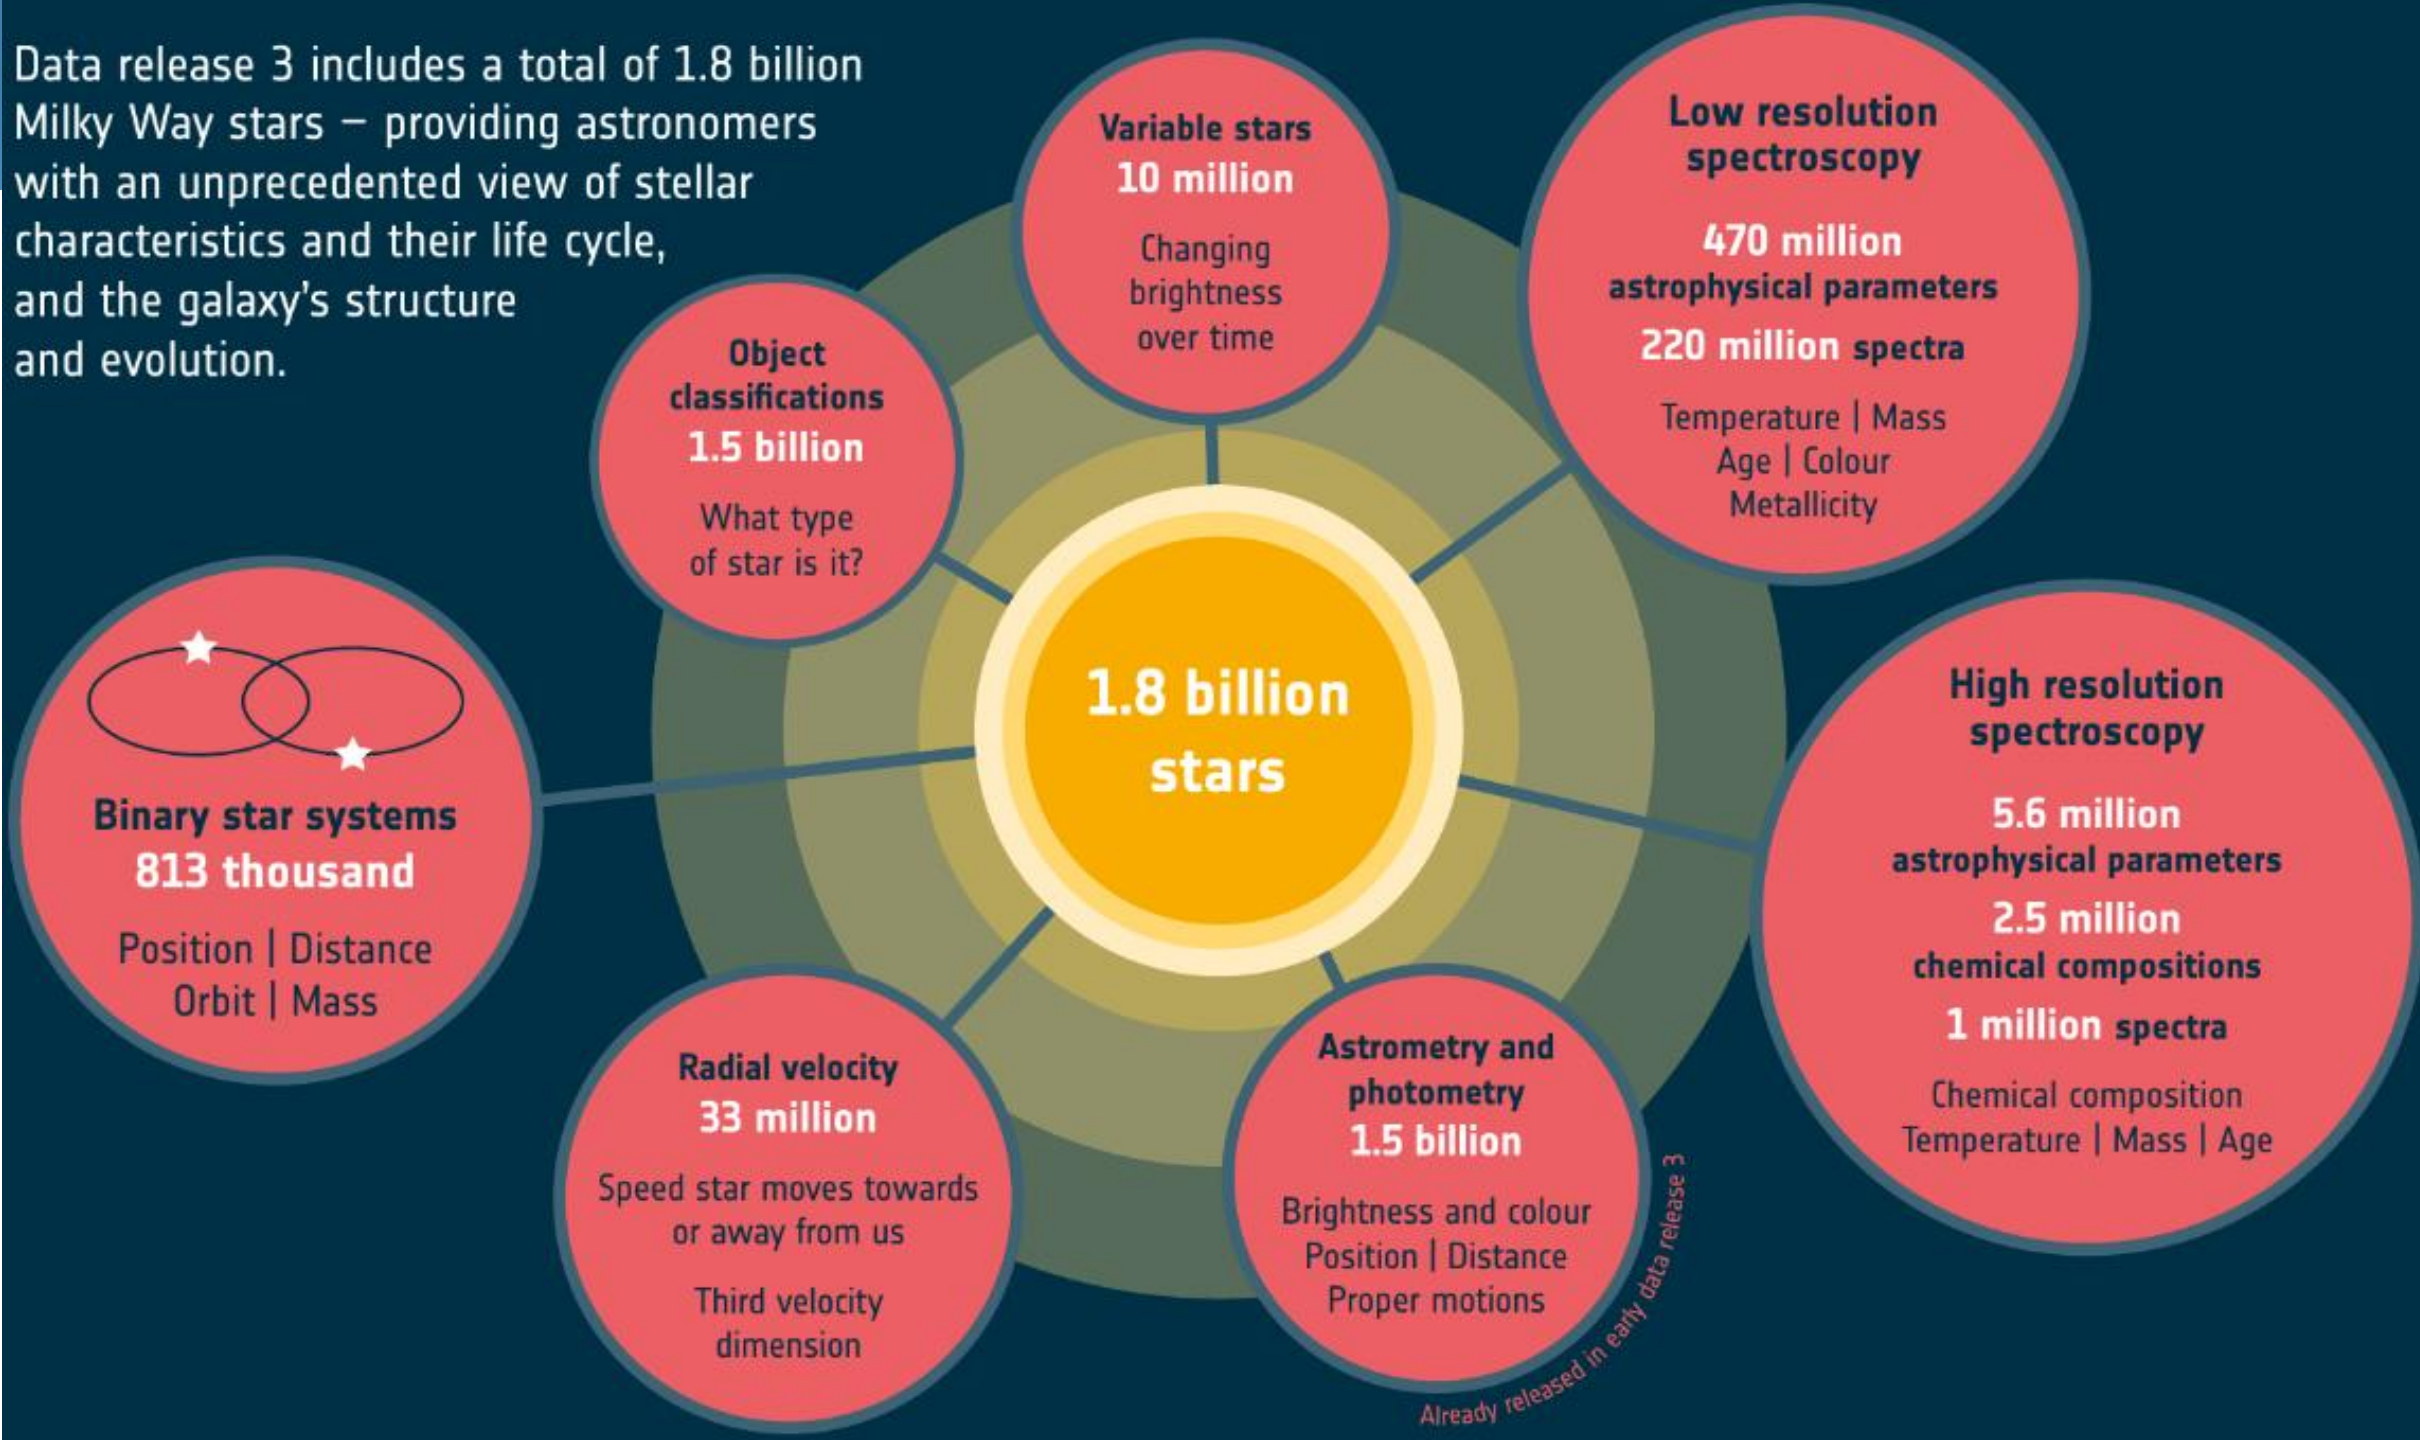 Data release 3 includes a total of 1.8 billion
Milky Way stars – providing astronomers
with an unprecedented view of stellar
characteristics and their life cycle,
and the galaxy's structure
and evolution.
Variable stars
10 million
Changing
brightness
over time
Low resolution
spectroscopy
470 million
astrophysical parameters
220 million spectra
Temperature | Mass
Age | Colour
Metallicity
Object
classifications
1.5 billion
What type
of star is it?
1.8 billion
stars
Binary star systems
813 thousand
Position | Distance
Orbit | Mass
High resolution
spectroscopy
5.6 million
astrophysical parameters
2.5 million
chemical compositions
1 million spectra
Chemical composition
Temperature | Mass | Age
Radial velocity
33 million
Speed star moves towards
or away from us
Third velocity
dimension
Astrometry and
photometry
1.5 billion
Brightness and colour
Position | Distance
Proper motions
Already released in early data release 3